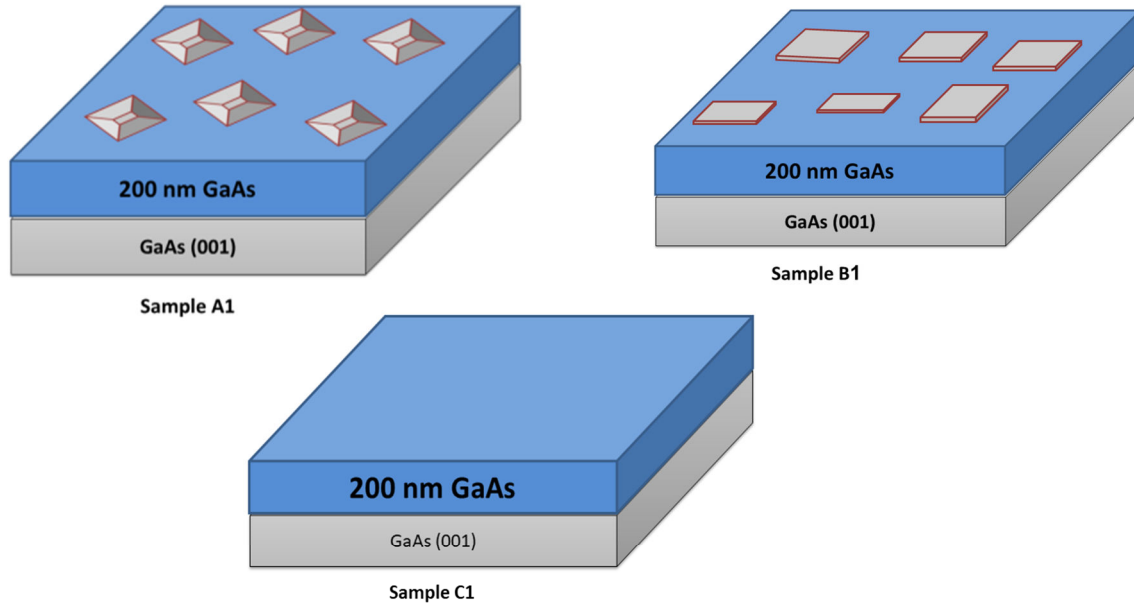 200 nm GaAs
GaAs (001)
Sample A1
200 nm GaAs
GaAs (001)
Sample B1
200 nm GaAs
GaAs (001)
Sample C1